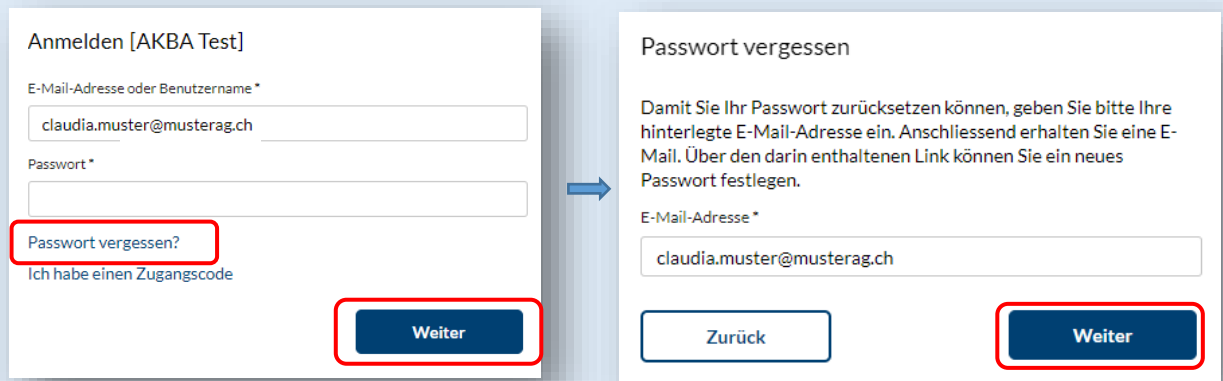 Anmelden [AKBA Test]
E-Mail-Adresse oder Benutzername *
claudia.muster@musterag.ch
Passwort *
Passwort vergessen?
Ich habe einen Zugangscode
Weiter
Passwort vergessen
Damit Sie Ihr Passwort zurücksetzen können, geben Sie bitte Ihre
hinterlegte E-Mail-Adresse ein. Anschliessend erhalten Sie eine E-
Mail. Über den darin enthaltenen Link können Sie ein neues
Passwort festlegen.
E-Mail-Adresse *
claudia.muster@musterag.ch
Zurück
Weiter